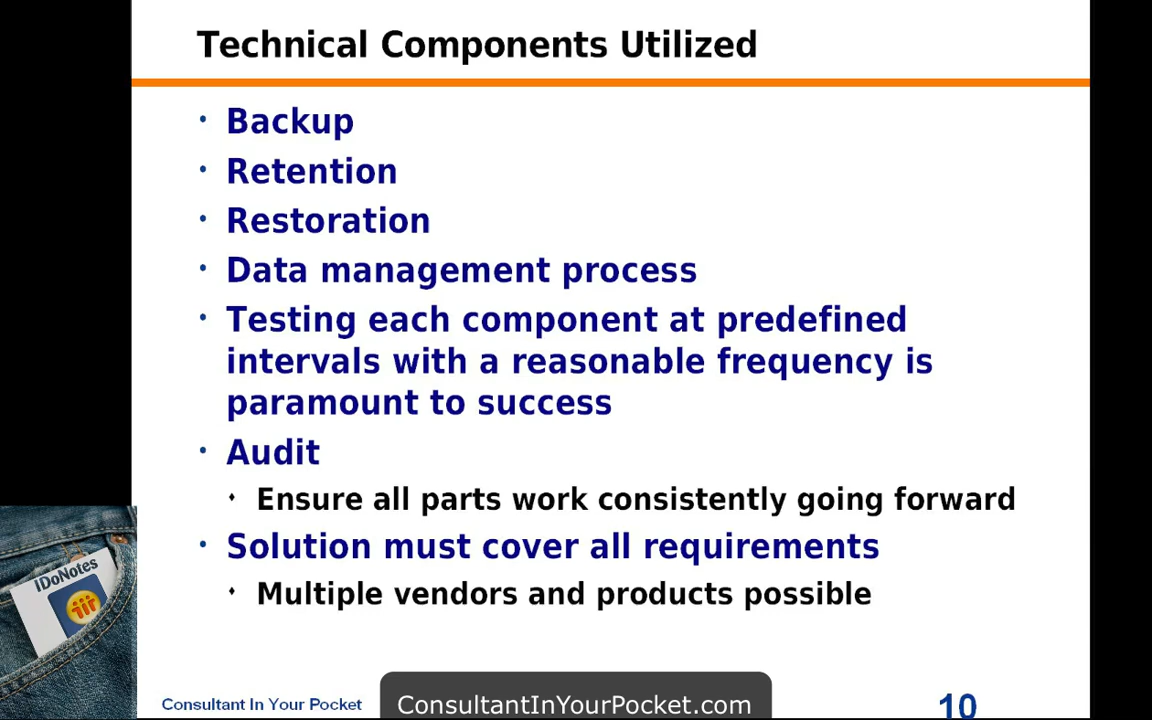 Technical Components Utilized
• Backup
• Retention
• Restoration
• Data management process
• Testing each component at predefined
intervals with a reasonable frequency is
paramount to success
• Audit
♦ Ensure all parts work consistently going forward
• Solution must cover all requirements
♦ Multiple vendors and products possible
iDoNotes
Consultant In Your Pocket
ConsultantInYourPocket.com
10